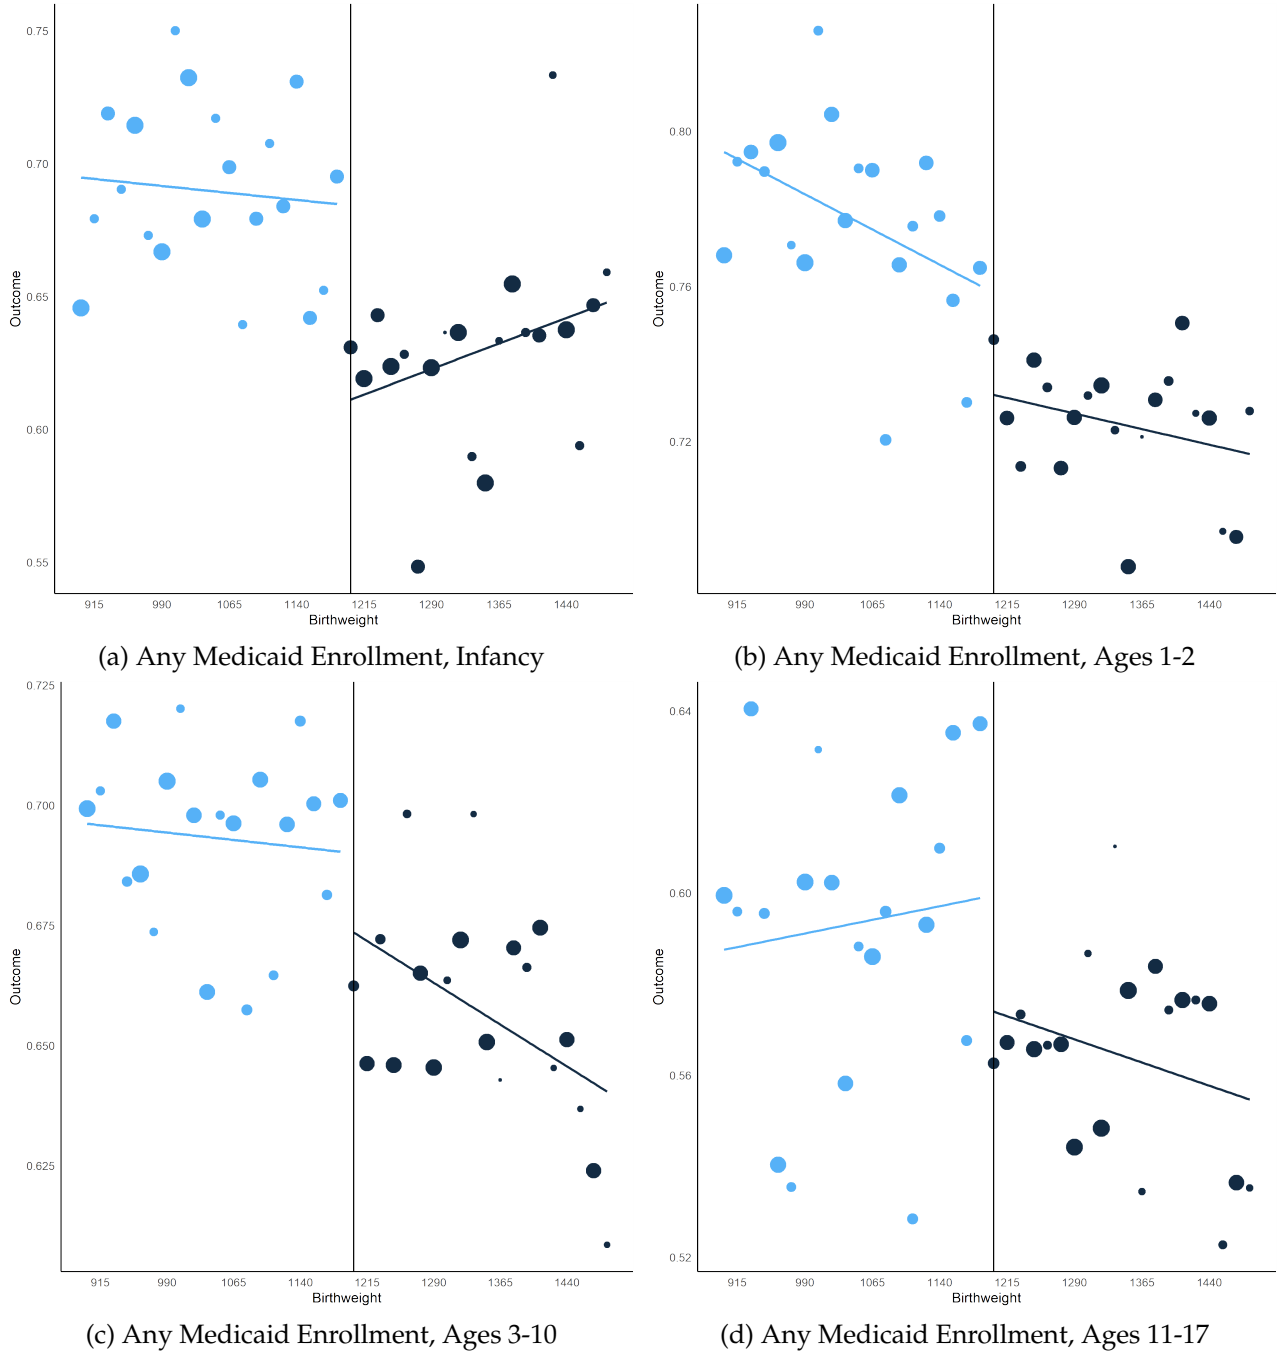 0.75
0.70
0.65
0.60
0.55
Outcome
915 990 1065 1140 1215 1290 1365 1440
Birthweight
(a) Any Medicaid Enrollment, Infancy
0.80
0.76
0.72
Outcome
915 990 1065 1140 1215 1290 1365 1440
Birthweight
(b) Any Medicaid Enrollment, Ages 1-2
0.725
0.700
0.675
0.650
0.625
Outcome
915 990 1065 1140 1215 1290 1365 1440
Birthweight
(c) Any Medicaid Enrollment, Ages 3-10
0.64
0.60
0.56
0.52
Outcome
915 990 1065 1140 1215 1290 1365 1440
Birthweight
(d) Any Medicaid Enrollment, Ages 11-17